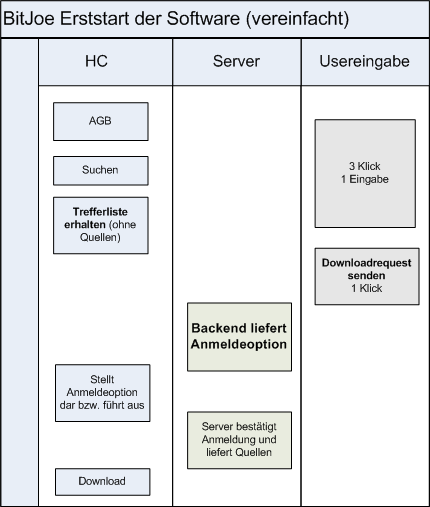 BitJoe Erststart der Software (vereinfacht)
HC
Server
Usereingabe
AGB
Suchen
Trefferliste
erhalten (ohne
Quellen)
3 Klick
1 Eingabe
Downloadrequest
senden
1 Klick
Backend liefert
Anmeldeoption
Stellt
Anmeldeoption
dar bzw. führt aus
Server bestätigt
Anmeldung und
liefert Quellen
Download